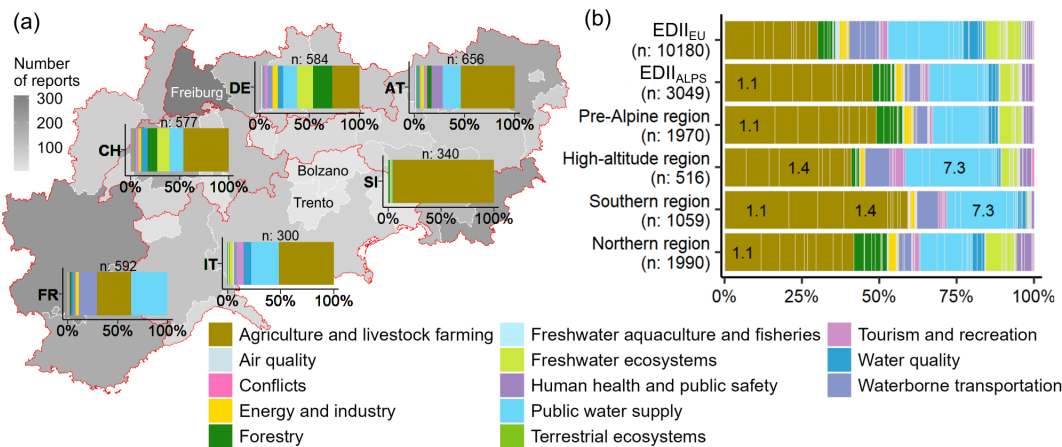 (a)
Number
of reports
300
200
100
Freiburg
DE
n: 584
0% 50% 100%
AT
n: 656
0% 50% 100%
CH
n: 577
0% 50% 100%
Bolzano
Trento
SI
n: 340
0% 50% 100%
IT
n: 300
0% 50% 100%
FR
n: 592
0% 50% 100%
(b)
EDIIEU
(n: 10180)
EDIIALPS
(n: 3049)
1.1
Pre-Alpine region
(n: 1970)
1.1
High-altitude region
(n: 516)
1.4 7.3
Southern region
(n: 1059)
1.1 1.4 7.3
Northern region
(n: 1990)
1.1
0% 25% 50% 75% 100%
Agriculture and livestock farming
Air quality
Conflicts
Energy and industry
Forestry
Freshwater aquaculture and fisheries
Freshwater ecosystems
Human health and public safety
Public water supply
Terrestrial ecosystems
Tourism and recreation
Water quality
Waterborne transportation